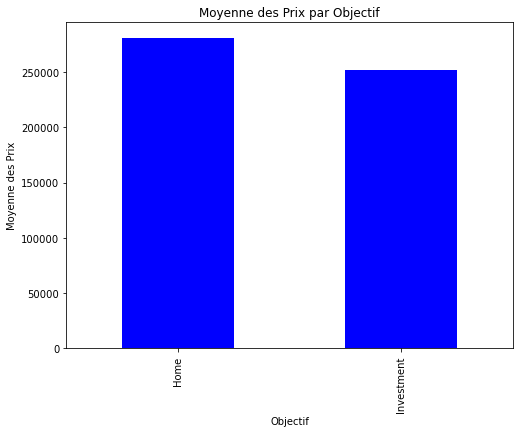 Moyenne des Prix par Objectif
Moyenne des Prix
250000
200000
150000
100000
50000
0
Home
Investment
Objectif